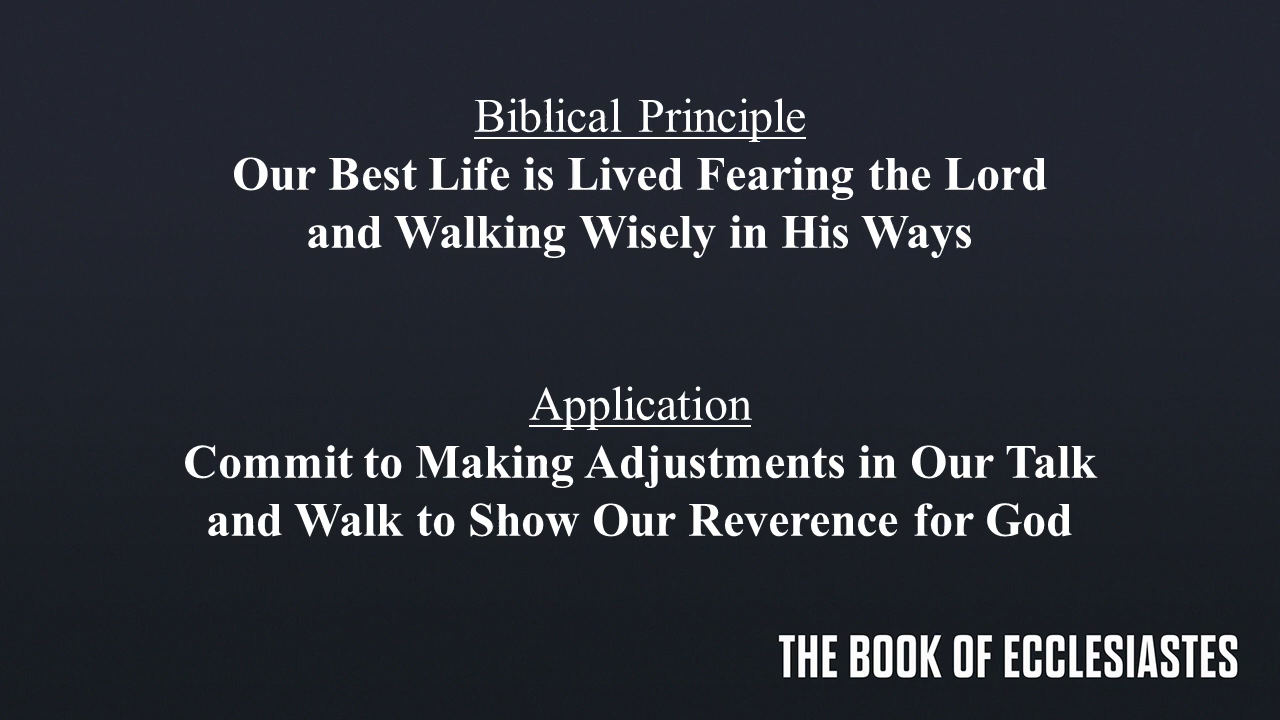 Biblical Principle
Our Best Life is Lived Fearing the Lord
and Walking Wisely in His Ways
Application
Commit to Making Adjustments in Our Talk
and Walk to Show Our Reverence for God
THE BOOK OF ECCLESIASTES